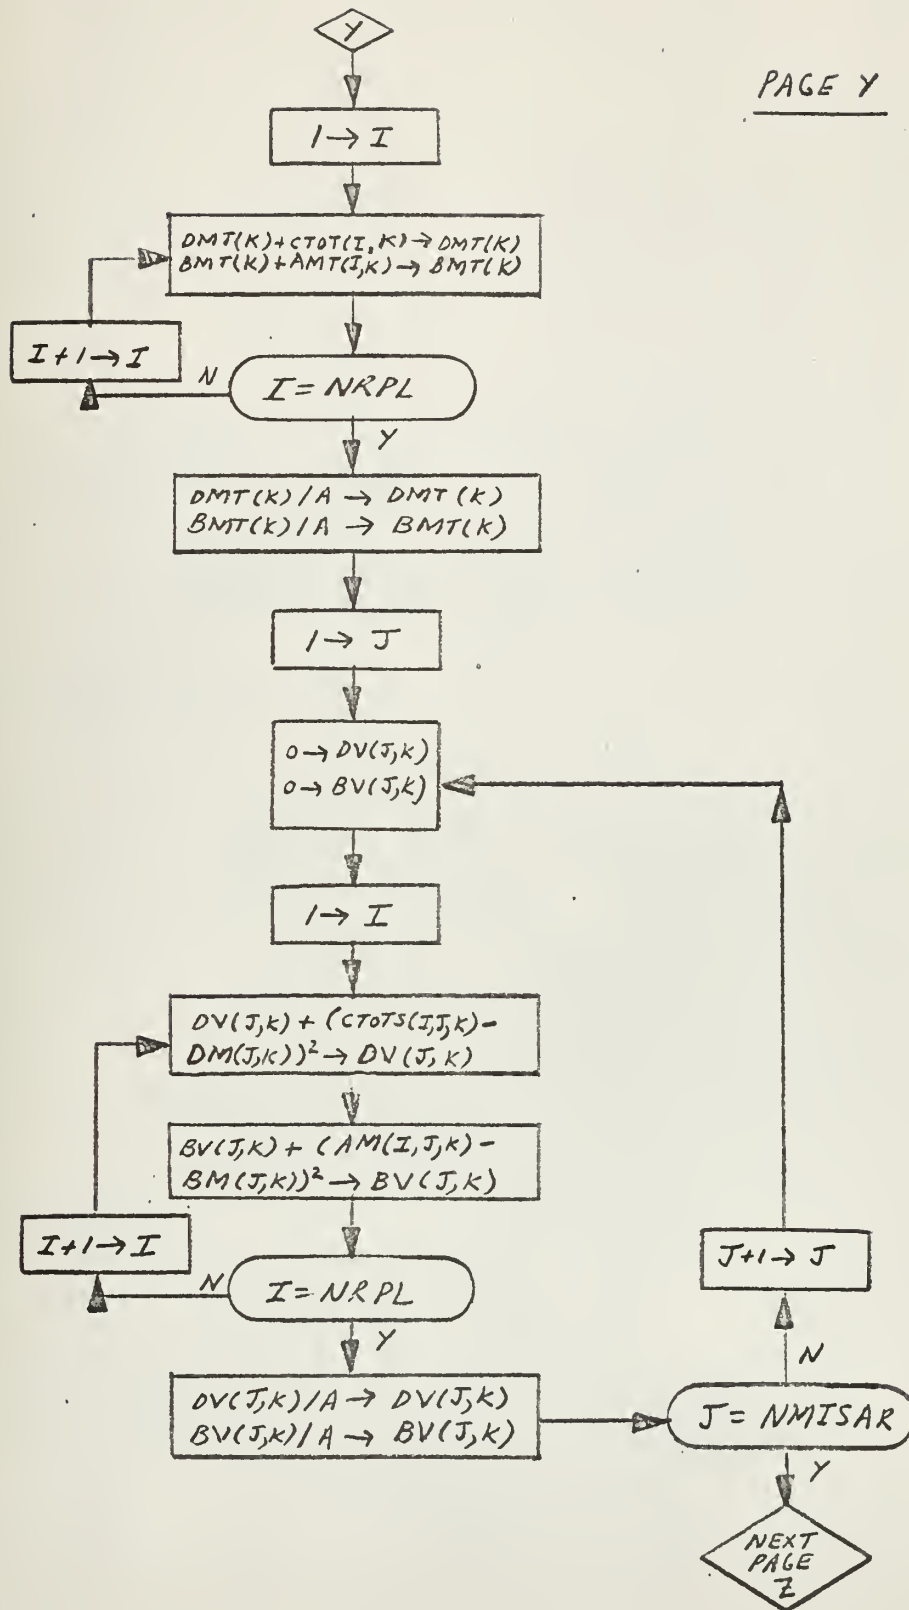 Y
PAGE Y
1 → I
DMT(K)+CTOT(I,K) → DMT(K)
BMT(K)+AMT(I,K) → BMT(K)
I+1 → I
N
I = NRPL
Y
DMT(K)/A → DMT(K)
BMT(K)/A → BMT(K)
1 → J
0 → DV(J,K)
0 → BV(J,K)
1 → I
DV(J,K) + (CTOTS(I,J,K) -
DM(J,K))² → DV(J,K)
BV(J,K) + (AM(I,J,K) -
BM(J,K))² → BV(J,K)
I+1 → I
N
I = NRPL
Y
J+1 → J
N
DV(J,K)/A → DV(J,K)
BV(J,K)/A → BV(J,K)
J = NMISAR
Y
NEXT
PAGE
Z